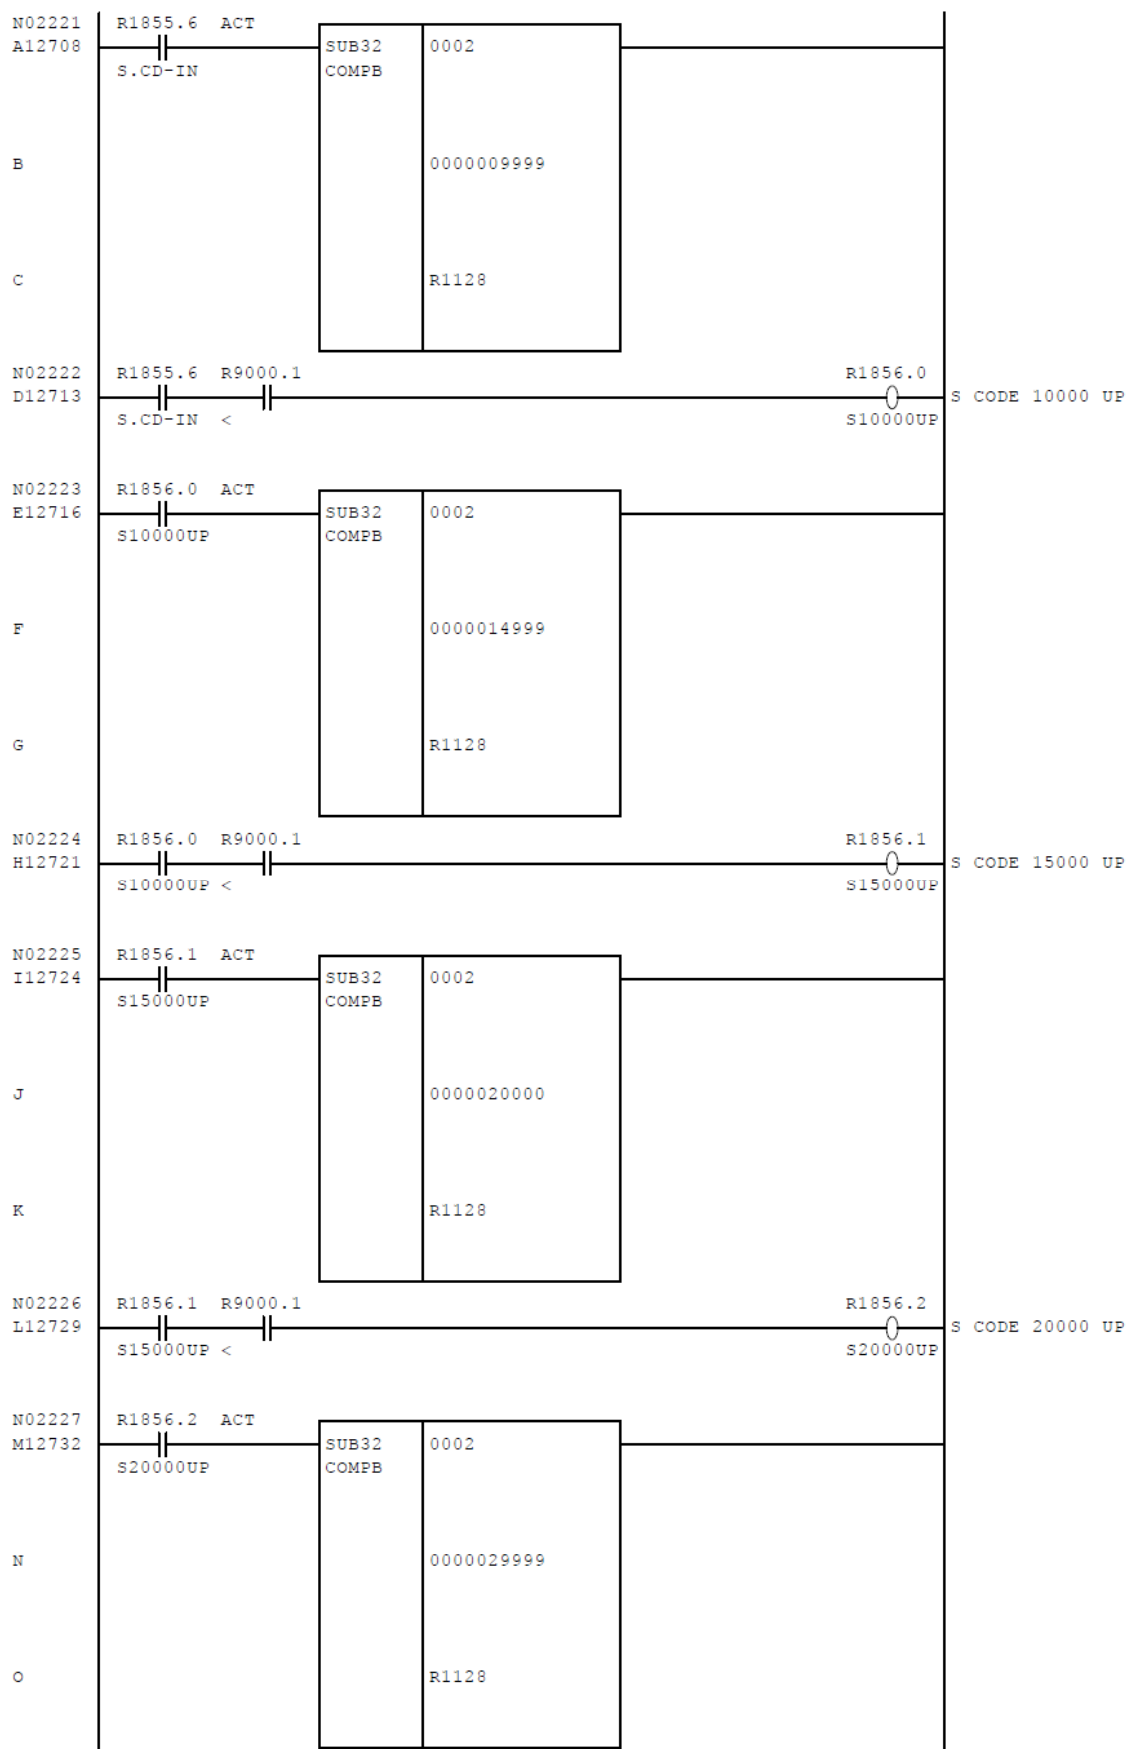 N02221 R1855.6 ACT
A12708 SUB32 0002
S.CD-IN COMPB
B 0000009999
C R1128
N02222 R1855.6 R9000.1 R1856.0
D12713 S CODE 10000 UP
S.CD-IN < S10000UP
N02223 R1856.0 ACT
E12716 SUB32 0002
S10000UP COMPB
F 0000014999
G R1128
N02224 R1856.0 R9000.1 R1856.1
H12721 S CODE 15000 UP
S10000UP < S15000UP
N02225 R1856.1 ACT
I12724 SUB32 0002
S15000UP COMPB
J 0000020000
K R1128
N02226 R1856.1 R9000.1 R1856.2
L12729 S CODE 20000 UP
S15000UP < S20000UP
N02227 R1856.2 ACT
M12732 SUB32 0002
S20000UP COMPB
N 0000029999
O R1128